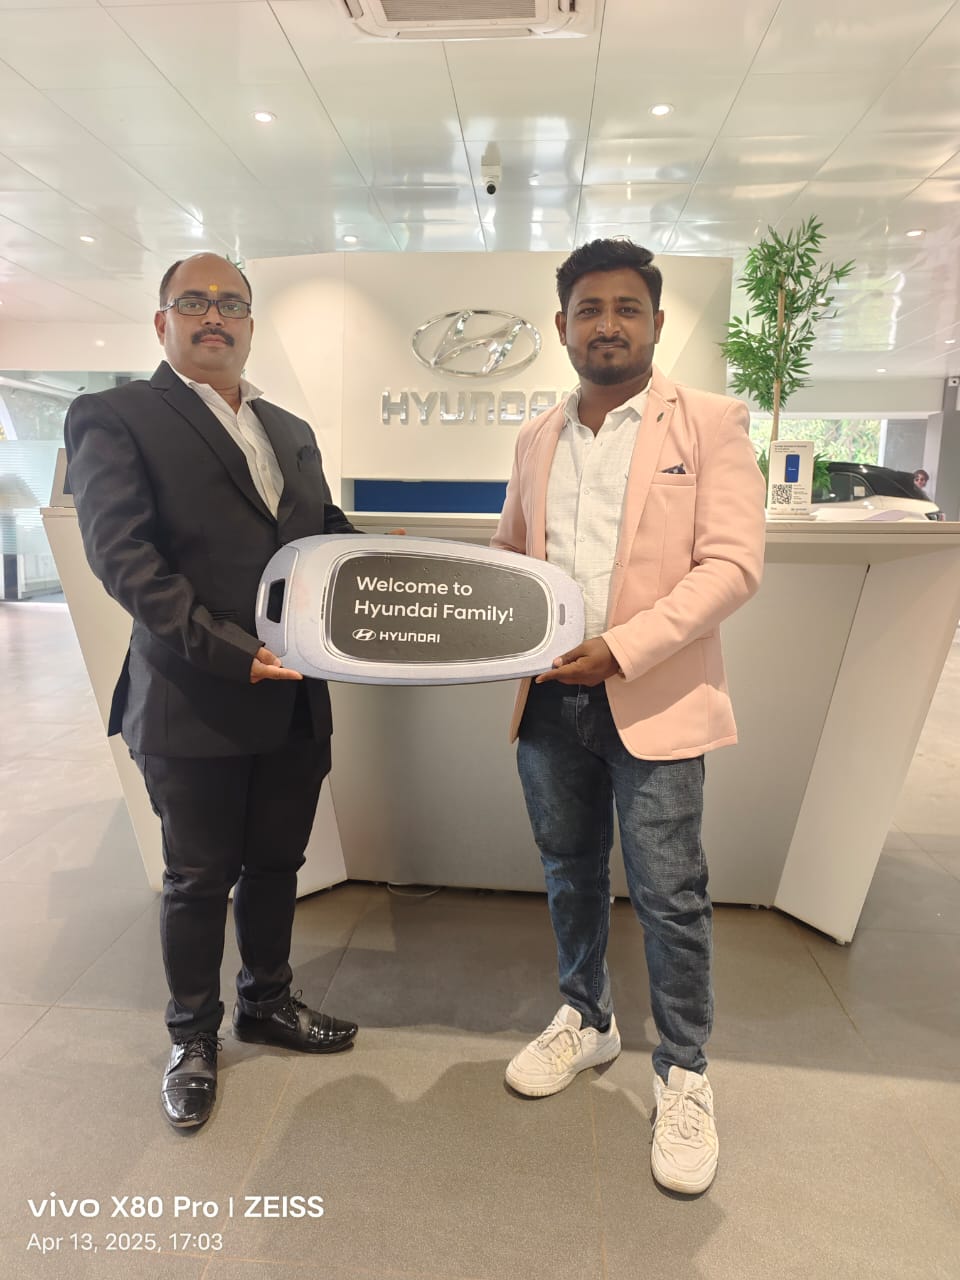 HYUNDAI
Welcome to
Hyundai Family!
HYUNDAI
vivo X80 Pro | ZEISS
Apr 13, 2025, 17:03